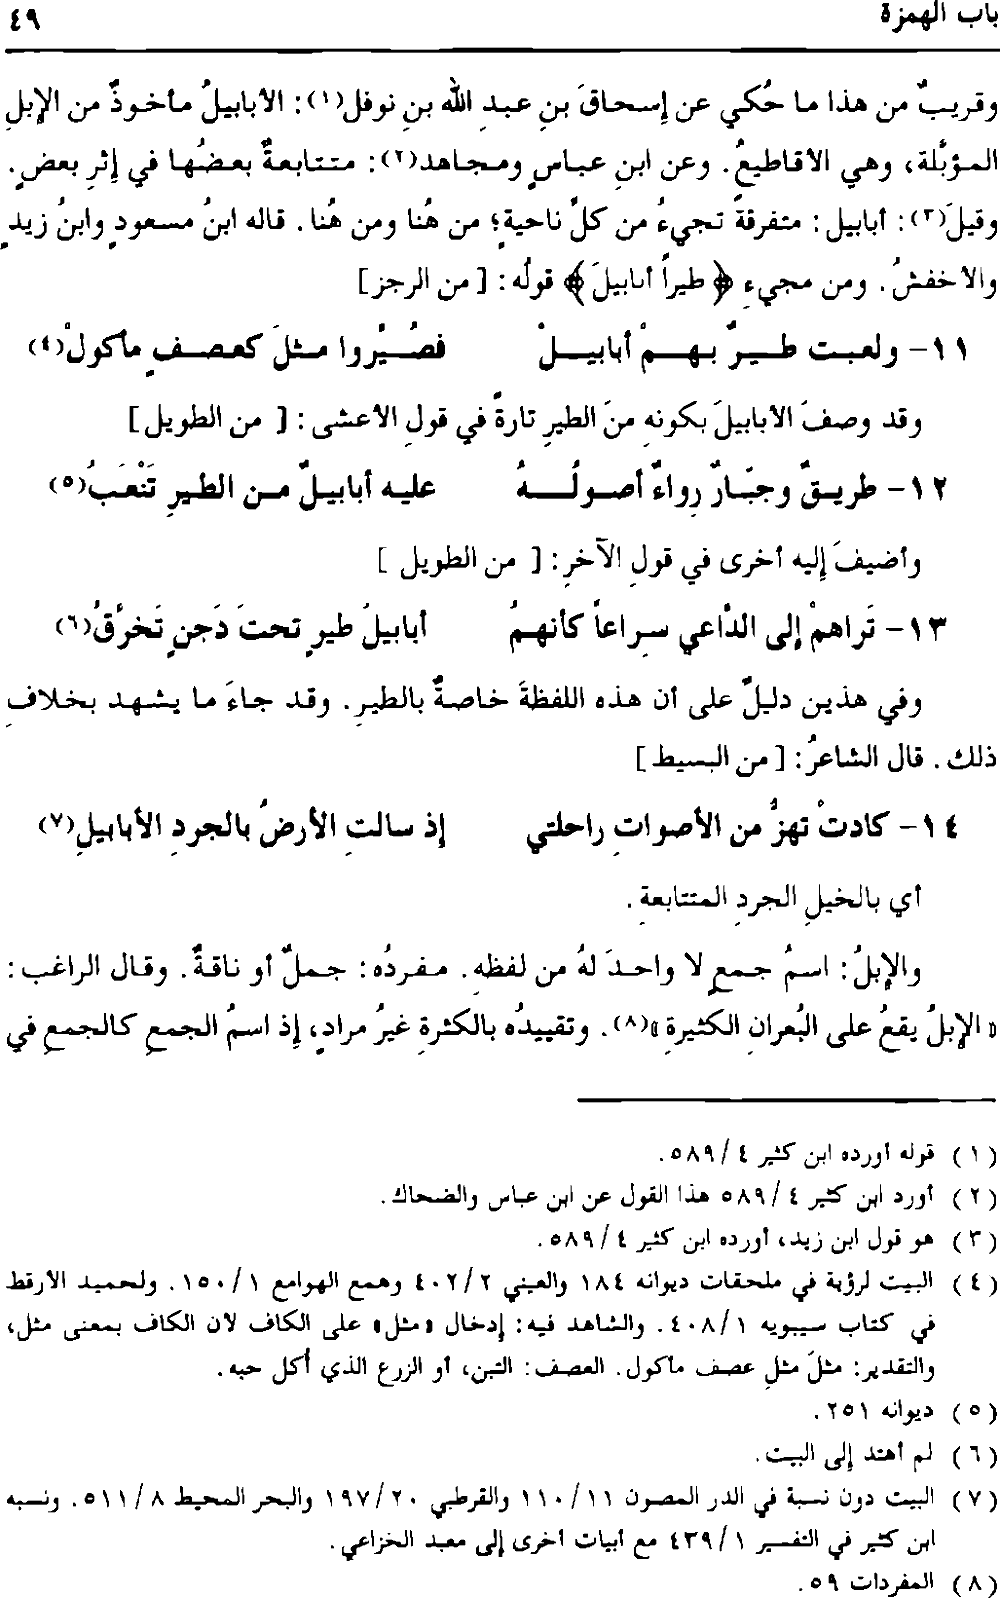 باب الهمزة ٤٩
وقريبٌ من هذا ما حُكي عن إسحاقَ بنِ عبدِ الله بنِ نوفل(١): الأبابيلُ مأخوذٌ من الإبلِ
المؤبَّلة، وهي الأقاطيعُ. وعن ابنِ عباسٍ ومجاهد(٢): متتابعةٌ بعضُها في إثرِ بعضٍ.
وقيلَ(٣): أبابيل: متفرقةً تجيءُ من كلِّ ناحيةٍ؛ من هُنا ومن هُنا. قاله ابنُ مسعودٍ وابنُ زيدٍ
والأخفشُ. ومن مجيءِ ﴿طيراً أبابيلَ﴾ قولُه: [من الرجز]
١١- ولعبت طيرٌ بهمْ أبابيلْ فصُيِّروا مثلَ كعصفٍ مأكولْ(٤)
وقد وصفَ الأبابيلَ بكونهِ منَ الطيرِ تارةً في قولِ الأعشى: [ من الطويل]
١٢- طريقٌ وجبَّارٌ رِواءٌ أصولُهُ عليه أبابيلٌ من الطيرِ تَنْعَبُ(٥)
وأضيفَ إليه أخرى في قولِ الآخرِ: [ من الطويل ]
١٣- تَراهمْ إلى الدَّاعي سِراعاً كأنهمُ أبابيلُ طيرٍ تحتَ دَجنٍ تَخرَّقُ(٦)
وفي هذين دليلٌ على أن هذه اللفظةَ خاصةٌ بالطيرِ. وقد جاءَ ما يشهد بخلافِ
ذلك. قال الشاعرُ: [من البسيط]
١٤- كادتْ تهزُّ من الأصواتِ راحلتي إذ سالتِ الأرضُ بالجردِ الأبابيلِ(٧)
أي بالخيلِ الجردِ المتتابعةِ.
والإبلُ: اسمُ جمعٍ لا واحدَ لهُ من لفظهِ. مفردُه: جملٌ أو ناقةٌ. وقال الراغب:
«الإبلُ يقعُ على البُعرانِ الكثيرةِ»(٨). وتقييدُه بالكثرةِ غيرُ مرادٍ، إذ اسمُ الجمعِ كالجمعِ في
(١) قوله أورده ابن كثير ٤/ ٥٨٩.
(٢) أورد ابن كثير ٤/ ٥٨٩ هذا القول عن ابن عباس والضحاك.
(٣) هو قول ابن زيد، أورده ابن كثير ٤/ ٥٨٩.
(٤) البيت لرؤبة في ملحقات ديوانه ١٨٤ والعيني ٢/ ٤٠٢ وهمع الهوامع ١/ ١٥٠. ولحميد الأرقط
في كتاب سيبويه ١/ ٤٠٨. والشاهد فيه: إدخال «مثل» على الكاف لأن الكاف بمعنى مثل،
والتقدير: مثلَ مثلِ عصف مأكول. العصف: التبن، أو الزرع الذي أُكل حبه.
(٥) ديوانه ٢٥١.
(٦) لم أهتد إلى البيت.
(٧) البيت دون نسبة في الدر المصون ١١/ ١١٠ والقرطبي ٢٠/ ١٩٧ والبحر المحيط ٨/ ٥١١. ونسبه
ابن كثير في التفسير ١/ ٤٣٩ مع أبيات أخرى إلى معبد الخزاعي.
(٨) المفردات ٥٩.